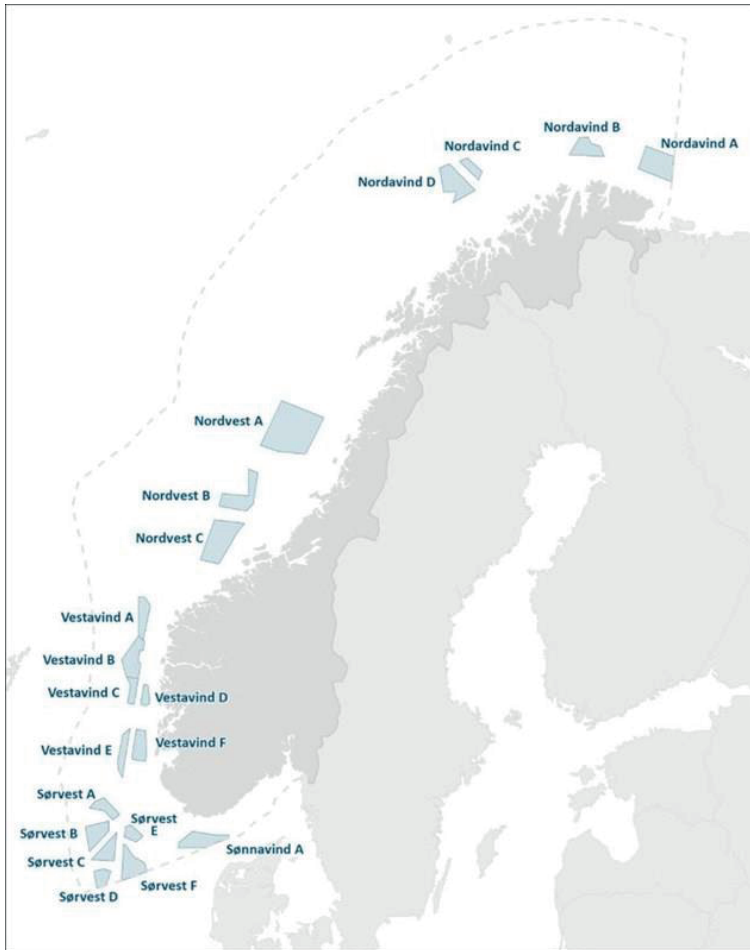 Nordavind B
Nordavind A
Nordavind C
Nordavind D
Nordvest A
Nordvest B
Nordvest C
Vestavind A
Vestavind B
Vestavind C
Vestavind D
Vestavind E
Vestavind F
Sørvest A
Sørvest
E
Sørvest B
Sønnavind A
Sørvest C
Sørvest D
Sørvest F